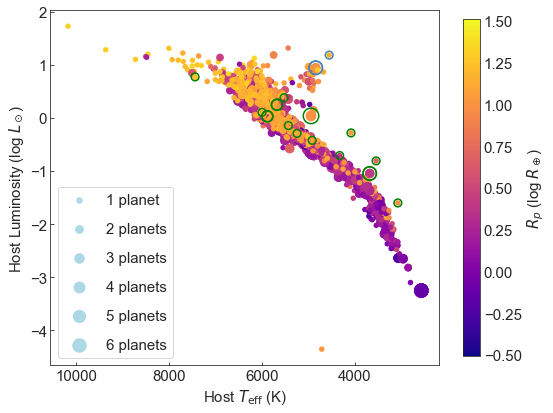 2
1
0
−1
−2
−3
−4
Host Luminosity (log L⊙)
1 planet
2 planets
3 planets
4 planets
5 planets
6 planets
10000 8000 6000 4000
Host Teff (K)
1.50
1.25
1.00
0.75
0.50
0.25
0.00
−0.25
−0.50
Rp (log R⊕)